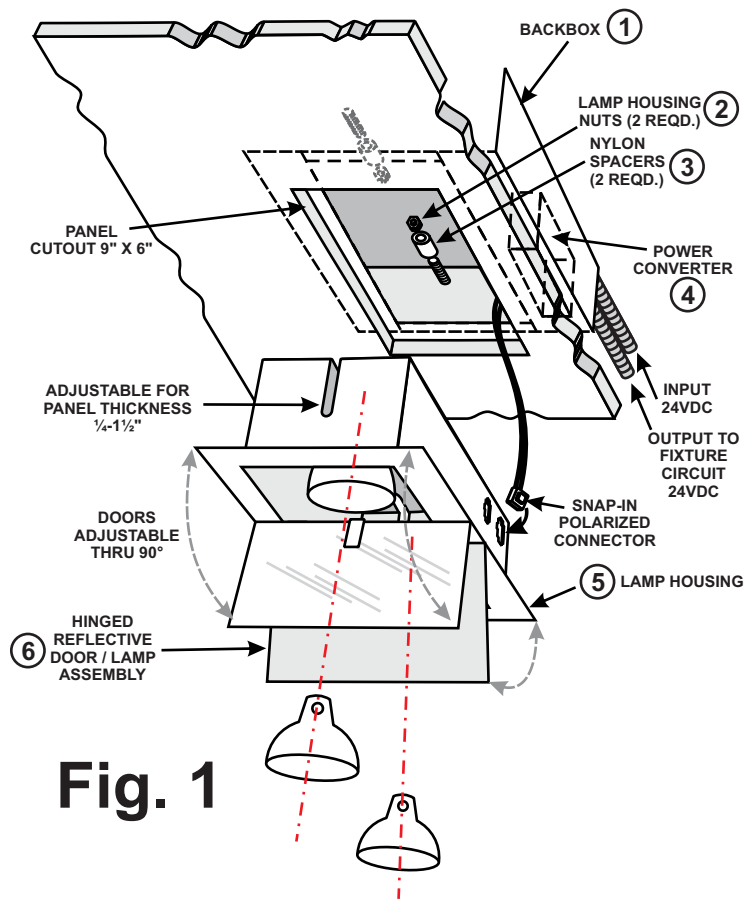 BACKBOX 1
LAMP HOUSING
NUTS (2 REQD.) 2
NYLON
SPACERS
(2 REQD.) 3
PANEL
CUTOUT 9" X 6"
POWER
CONVERTER
4
ADJUSTABLE FOR
PANEL THICKNESS
¼-1½"
INPUT
24VDC
OUTPUT TO
FIXTURE
CIRCUIT
24VDC
SNAP-IN
POLARIZED
CONNECTOR
DOORS
ADJUSTABLE
THRU 90°
5 LAMP HOUSING
6 HINGED
REFLECTIVE
DOOR / LAMP
ASSEMBLY
Fig. 1